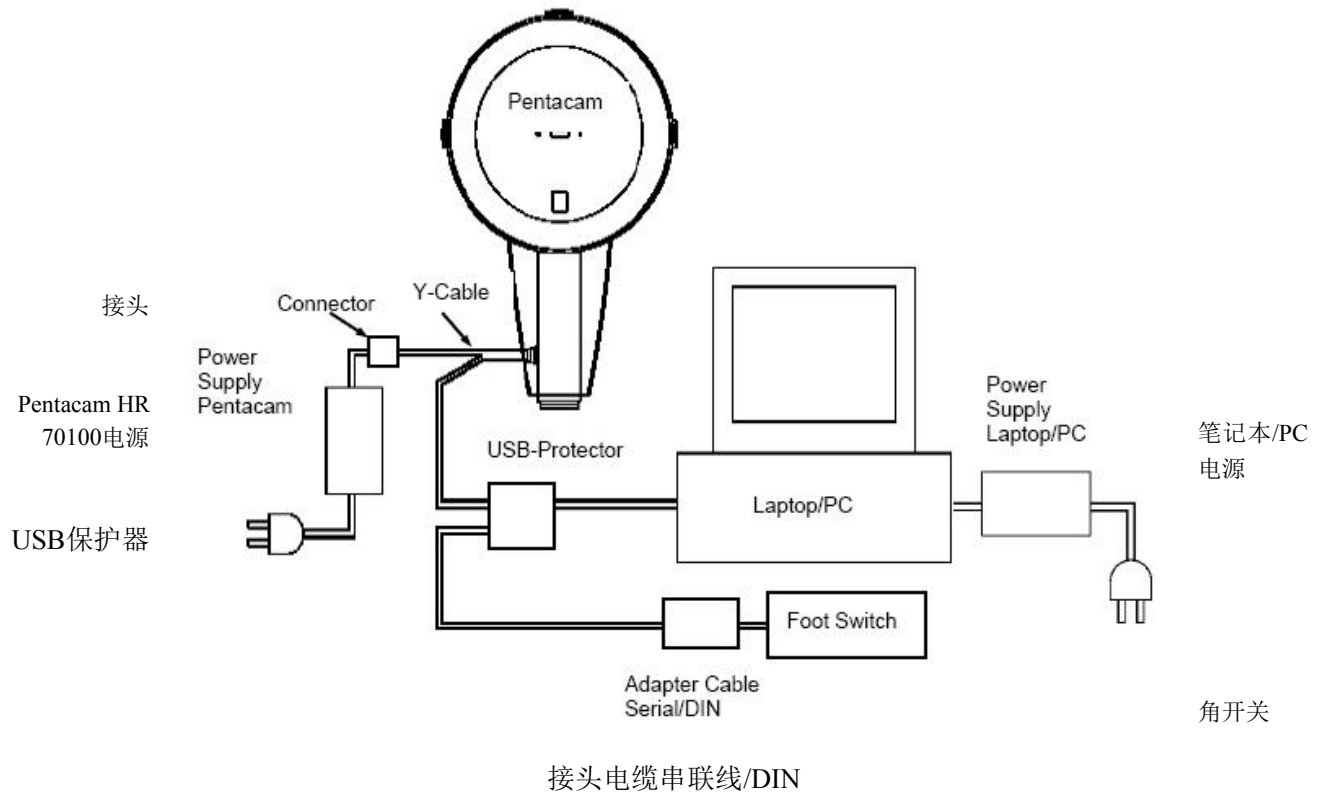 Pentacam
接头
Connector
Y-Cable
Power
Supply
Pentacam
Pentacam HR
70100电源
USB保护器
USB-Protector
Laptop/PC
Power
Supply
Laptop/PC
笔记本/PC
电源
Foot Switch
Adapter Cable
Serial/DIN
角开关
接头电缆串联线/DIN